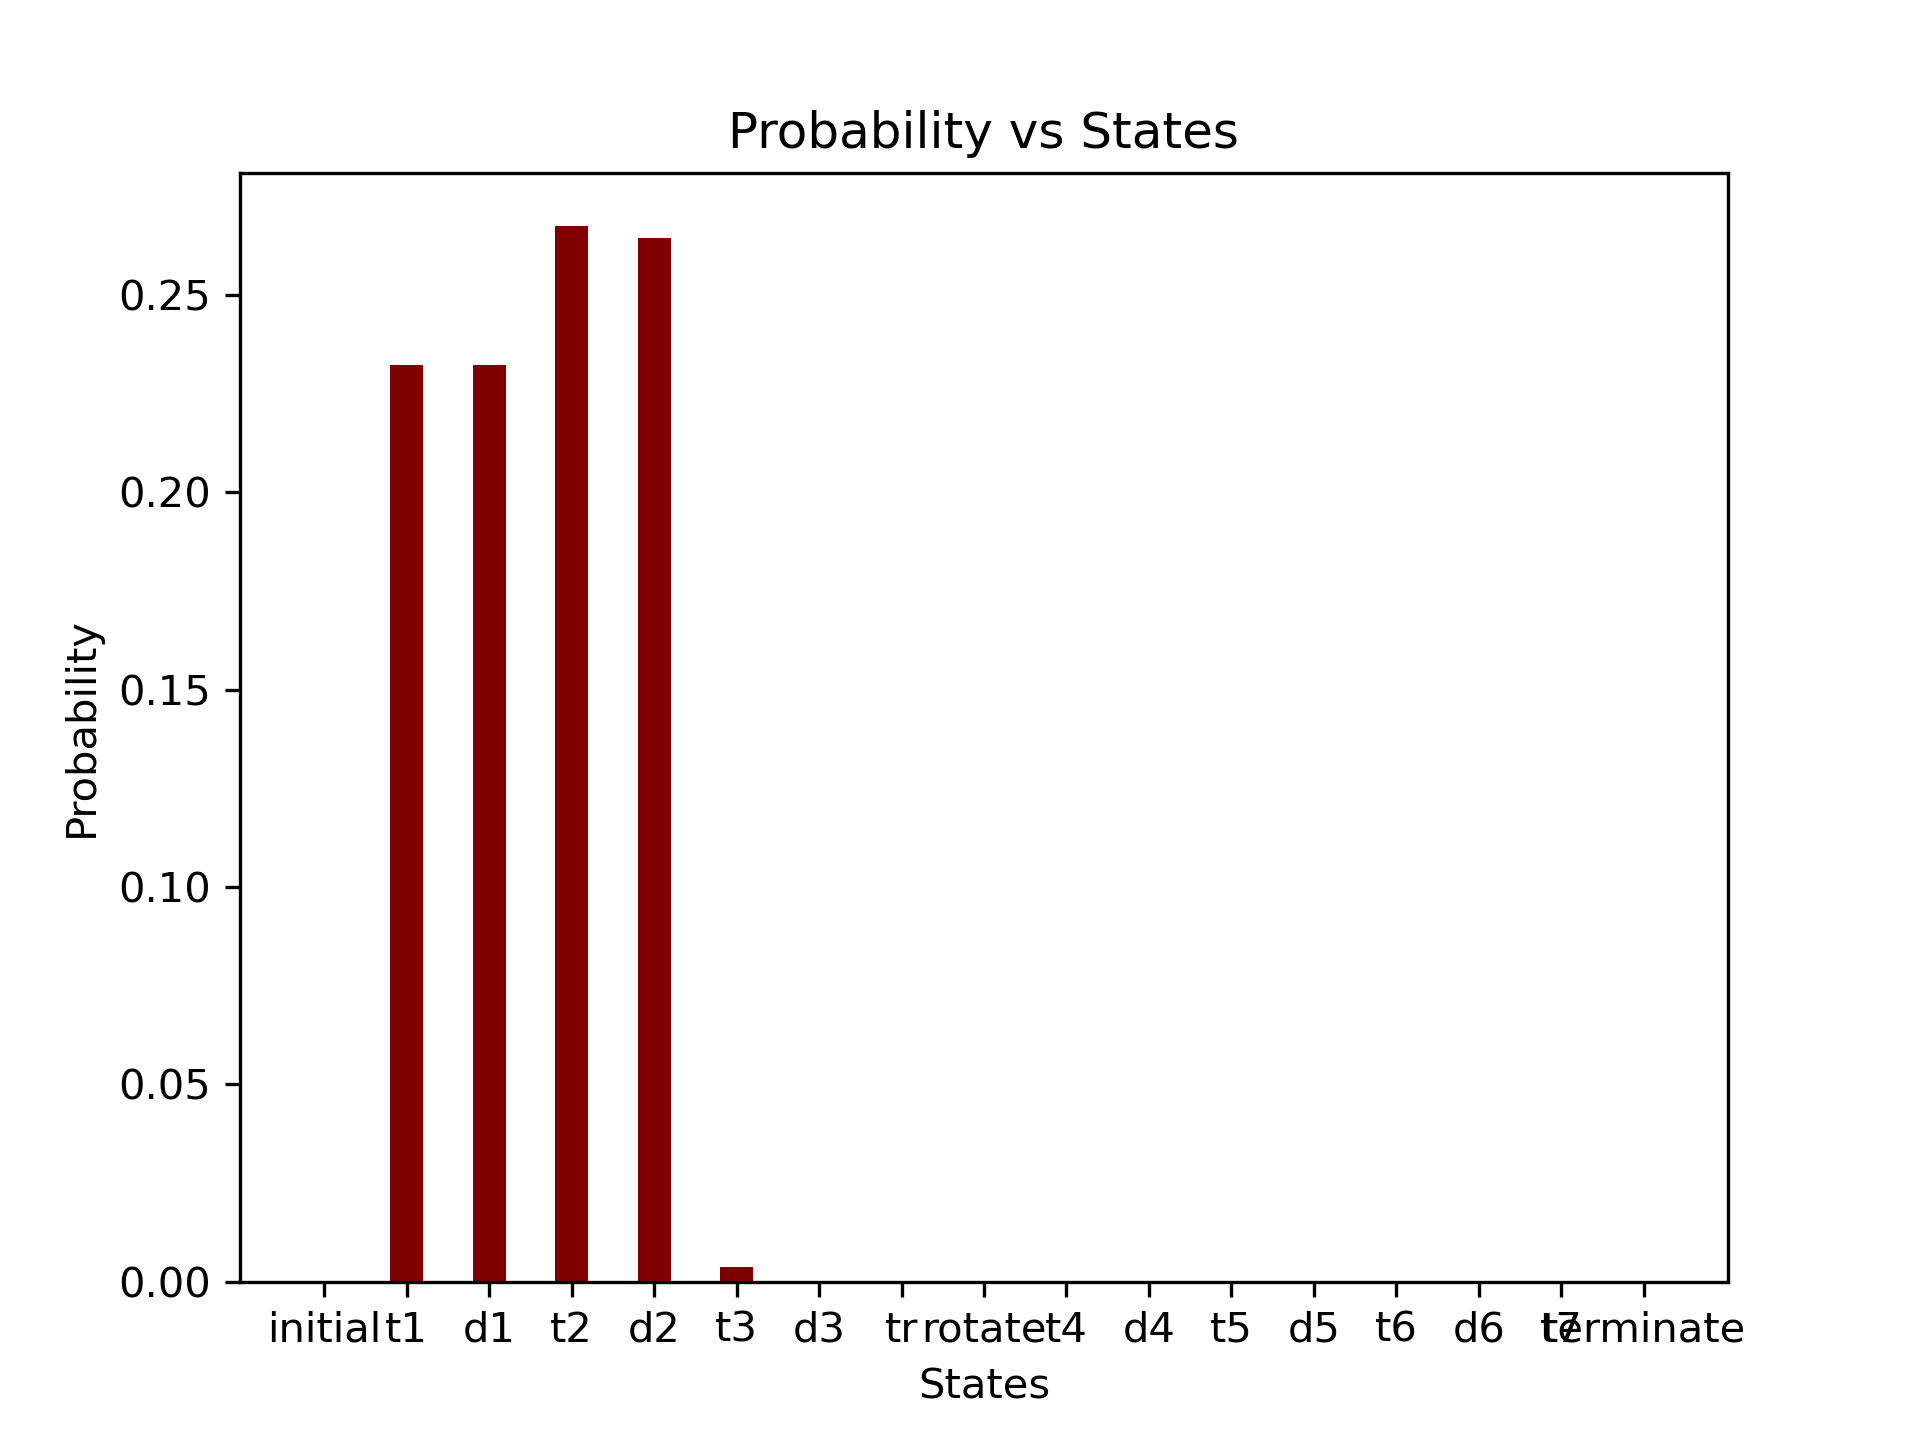 Probability vs States
Probability
0.25
0.20
0.15
0.10
0.05
0.00
initial t1 d1 t2 d2 t3 d3 tr rotate t4 d4 t5 d5 t6 d6 t7 terminate
States